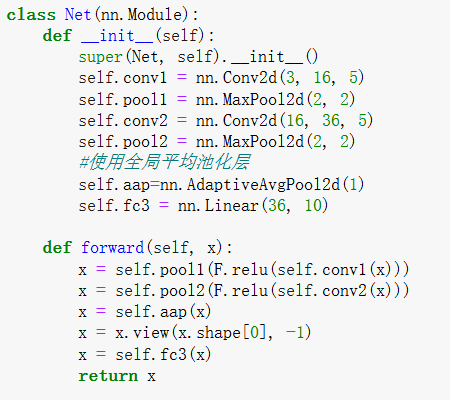 class Net(nn.Module):
    def __init__(self):
        super(Net, self).__init__()
        self.conv1 = nn.Conv2d(3, 16, 5)
        self.pool1 = nn.MaxPool2d(2, 2)
        self.conv2 = nn.Conv2d(16, 36, 5)
        self.pool2 = nn.MaxPool2d(2, 2)
        #使用全局平均池化层
        self.aap=nn.AdaptiveAvgPool2d(1)
        self.fc3 = nn.Linear(36, 10)

    def forward(self, x):
        x = self.pool1(F.relu(self.conv1(x)))
        x = self.pool2(F.relu(self.conv2(x)))
        x = self.aap(x)
        x = x.view(x.shape[0], -1)
        x = self.fc3(x)
        return x